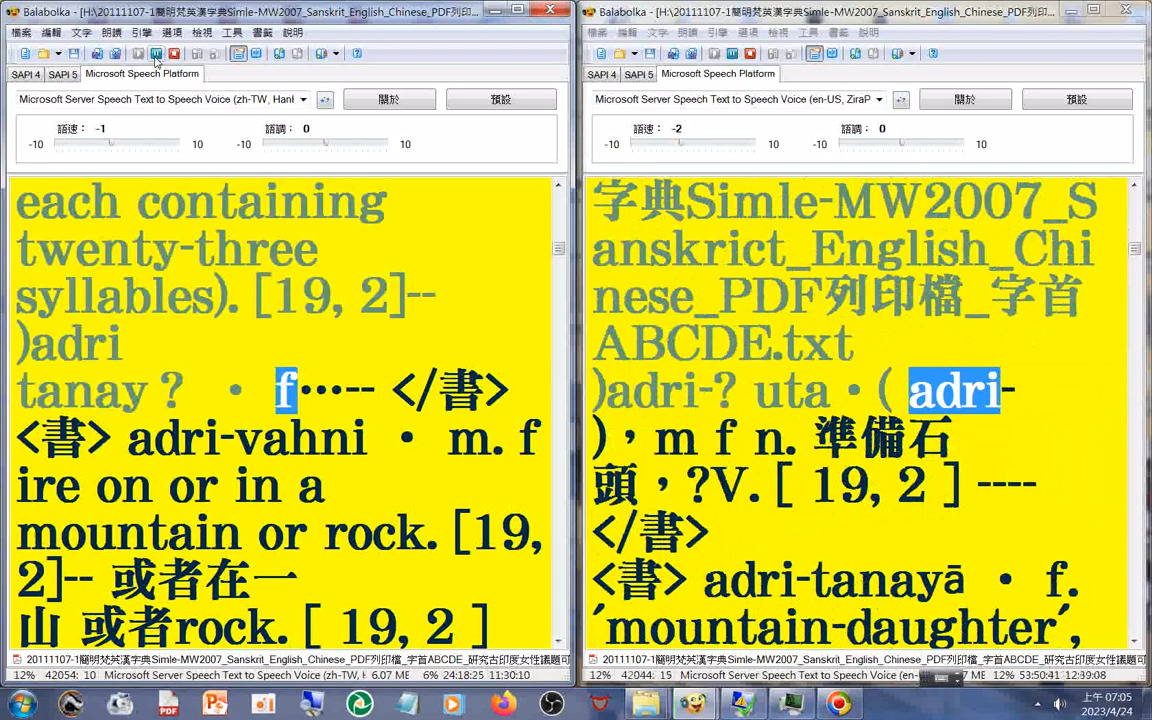 Balabolka - [H:\20111107-1簡明梵英漢字典Simle-MW2007_Sanskrit_English_Chinese_PDF列印...
檔案 編輯 文字 朗讀 引擎 選項 檢視 工具 書籤 說明
SAPI 4 SAPI 5 Microsoft Speech Platform
Microsoft Server Speech Text to Speech Voice (zh-TW, HanH
關於 預設
語速： -1 語調： 0
-10 10 -10 10
each containing
twenty-three
syllables). [19, 2]--
)adri
tanay ? • f…-- </書>
<書> adri-vahni • m. f
ire on or in a
mountain or rock. [19,
2]-- 或者在一
山 或者rock. [ 19, 2 ]
20111107-1簡明梵英漢字典Simle-MW2007_Sanskrit_English_Chinese_PDF列印檔_字首ABCDE_研究古印度女性議題可
12% 42054: 10 Microsoft Server Speech Text to Speech Voice (zh-TW, H 6.07 ME 6% 24:18:25 11:30:10
Balabolka - [H:\20111107-1簡明梵英漢字典Simle-MW2007_Sanskrit_English_Chinese_PDF印...
檔案 編輯 文字 朗讀 引擎 選項 檢視 工具 書籤 說明
SAPI 4 SAPI 5 Microsoft Speech Platform
Microsoft Server Speech Text to Speech Voice (en-US, ZiraP
關於 預設
語速： -2 語調： 0
-10 10 -10 10
字典Simle-MW2007_S
anskrict_English_Chi
nese_PDF列印檔_字首
ABCDE.txt
)adri-? uta • ( adri-
)，m f n. 準備石
頭，?V. [ 19, 2 ] ----
</書>
<書> adri-tanayā • f.
'mountain-daughter',
20111107-1簡明梵英漢字典Simle-MW2007_Sanskrit_English_Chinese_PDF列印檔_字首ABCDE_研究古印度女性議題可
12% 42044: 15 Microsoft Server Speech Text to Speech Voice ME 12% 53:50:41 12:39:08
上午 07:05
2023/4/24